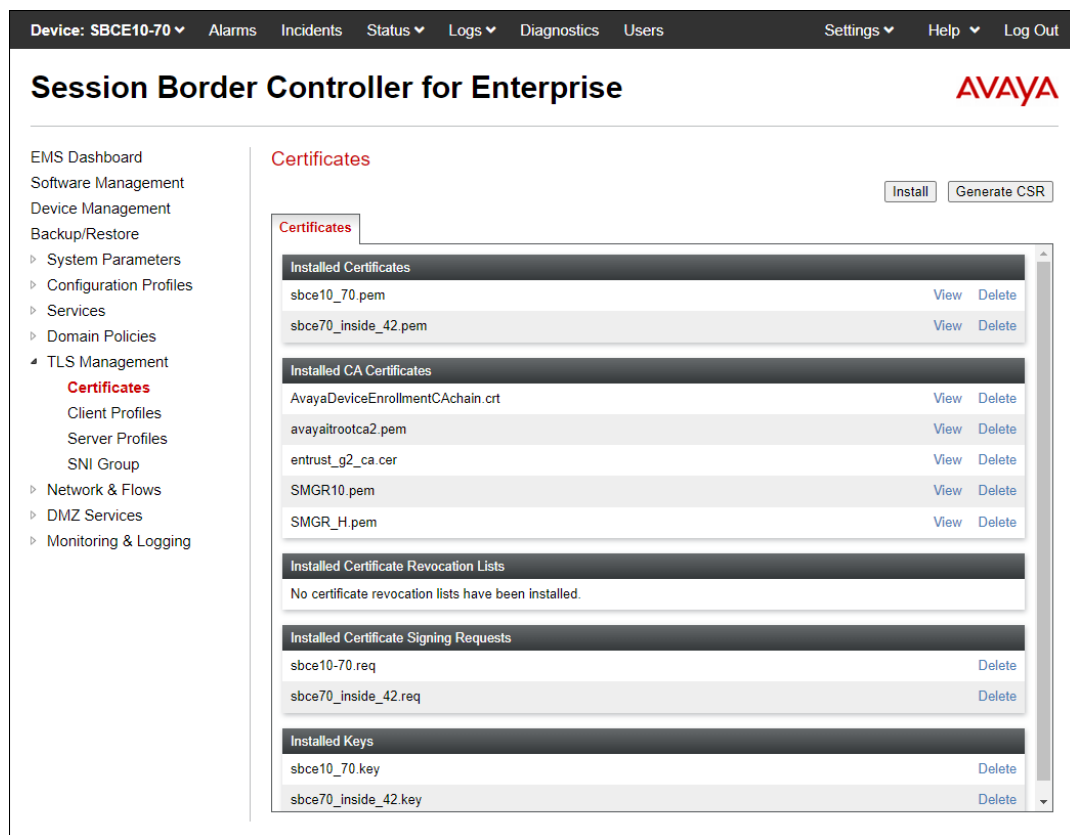 Device: SBCE10-70 Alarms Incidents Status Logs Diagnostics Users Settings Help Log Out
Session Border Controller for Enterprise
AVAYA
EMS Dashboard
Software Management
Device Management
Backup/Restore
System Parameters
Configuration Profiles
Services
Domain Policies
TLS Management
Certificates
Client Profiles
Server Profiles
SNI Group
Network & Flows
DMZ Services
Monitoring & Logging
Certificates
Install Generate CSR
Certificates
Installed Certificates
sbce10_70.pem View Delete
sbce70_inside_42.pem View Delete
Installed CA Certificates
AvayaDeviceEnrollmentCAchain.crt View Delete
avayaitrootca2.pem View Delete
entrust_g2_ca.cer View Delete
SMGR10.pem View Delete
SMGR_H.pem View Delete
Installed Certificate Revocation Lists
No certificate revocation lists have been installed.
Installed Certificate Signing Requests
sbce10-70.req Delete
sbce70_inside_42.req Delete
Installed Keys
sbce10_70.key Delete
sbce70_inside_42.key Delete